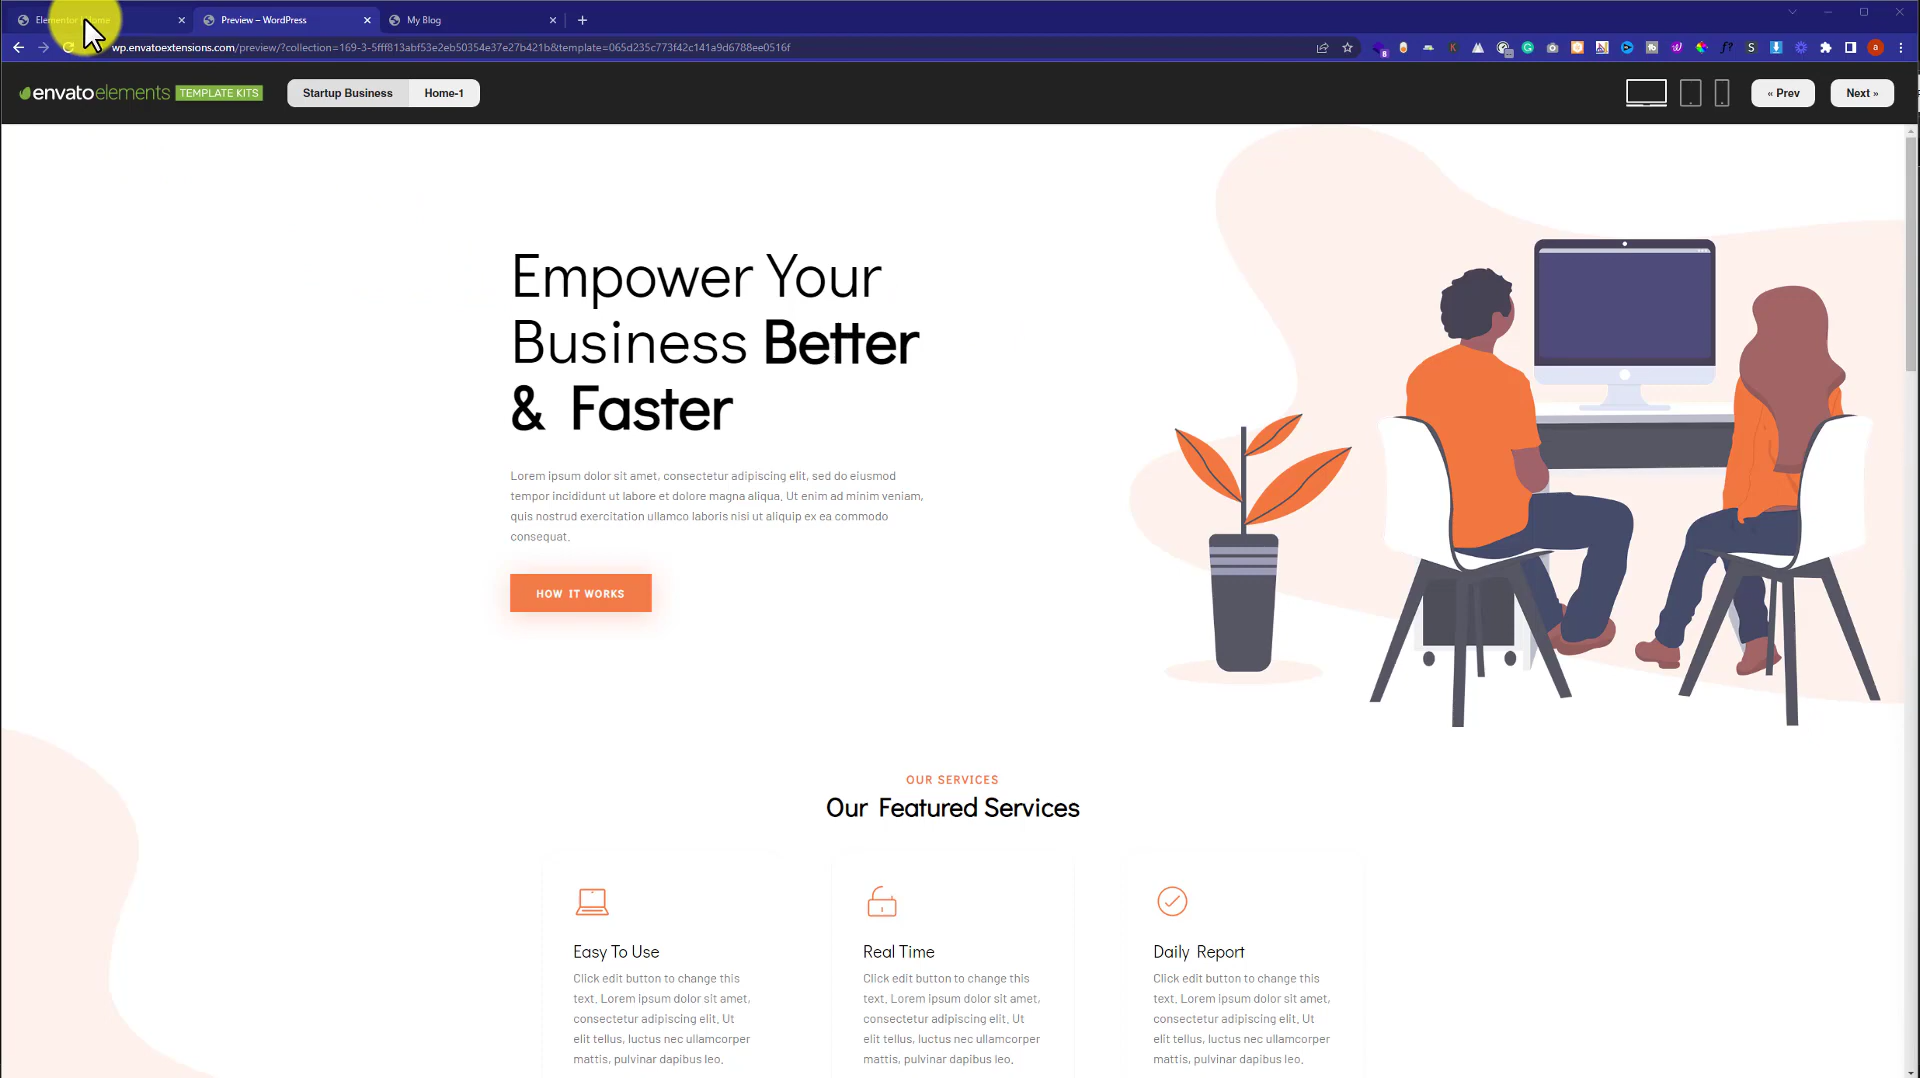 Elementor
Preview – WordPress
My Blog
wp.envatoextensions.com/preview/?collection=169-3-5fff813abf53e2eb50354e37e27b421b&template=065d235c773f42c141a9d6788ee0516f
envatoelements TEMPLATE KITS
Startup Business
Home-1
« Prev
Next »
Empower Your
Business Better
& Faster
Lorem ipsum dolor sit amet, consectetur adipiscing elit, sed do eiusmod
tempor incididunt ut labore et dolore magna aliqua. Ut enim ad minim veniam,
quis nostrud exercitation ullamco laboris nisi ut aliquip ex ea commodo
consequat.
HOW IT WORKS
OUR SERVICES
Our Featured Services
Easy To Use
Click edit button to change this
text. Lorem ipsum dolor sit amet,
consectetur adipiscing elit. Ut
elit tellus, luctus nec ullamcorper
mattis, pulvinar dapibus leo.
Real Time
Click edit button to change this
text. Lorem ipsum dolor sit amet,
consectetur adipiscing elit. Ut
elit tellus, luctus nec ullamcorper
mattis, pulvinar dapibus leo.
Daily Report
Click edit button to change this
text. Lorem ipsum dolor sit amet,
consectetur adipiscing elit. Ut
elit tellus, luctus nec ullamcorper
mattis, pulvinar dapibus leo.